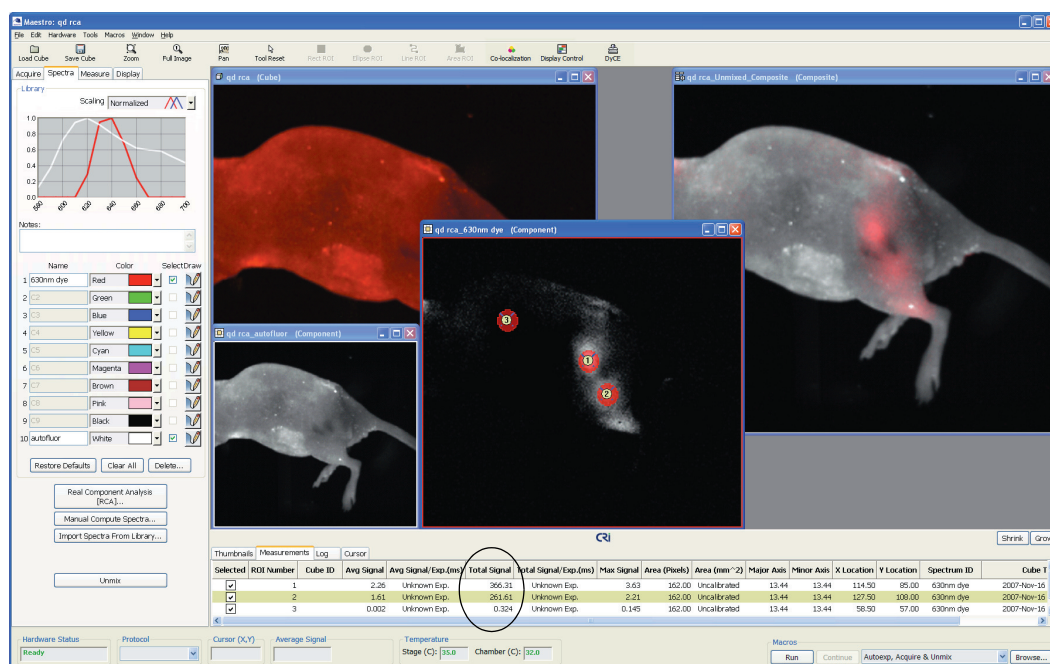 Maestro: qd rca
File Edit Hardware Tools Macros Window Help
Load Cube Save Cube Zoom Full Image Pan Tool Reset Rect ROI Ellipse ROI Line ROI Area ROI Co-localization Display Control DyCE
Acquire Spectra Measure Display
Library
Scaling Normalized
1.0
0.8
0.6
0.4
0.2
0.0
580 600 620 640 660 680 700
Notes:
Name Color Select Draw
1 630nm dye Red
2 C2 Green
3 C3 Blue
4 C4 Yellow
5 C5 Cyan
6 C6 Magenta
7 C7 Brown
8 C8 Pink
9 C9 Black
10 autofluor White
Restore Defaults Clear All Delete...
Real Component Analysis
[RCA]...
Manual Compute Spectra...
Import Spectra From Library...
Unmix
qd rca (Cube)
qd rca_Unmixed_Composite (Composite)
qd rca_630nm dye (Component)
3
1
2
qd rca_autofluor (Component)
CRi
Shrink Grow
Thumbnails Measurements Log Cursor
Selected ROI Number Cube ID Avg Signal Avg Signal/Exp.(ms) Total Signal Total Signal/Exp.(ms) Max Signal Area (Pixels) Area (mm^2) Major Axis Minor Axis X Location Y Location Spectrum ID Cube T
1 2.26 Unknown Exp. 366.31 Unknown Exp. 3.63 162.00 Uncalibrated 13.44 13.44 114.50 85.00 630nm dye 2007-Nov-16
2 1.61 Unknown Exp. 261.61 Unknown Exp. 2.21 162.00 Uncalibrated 13.44 13.44 127.50 108.00 630nm dye 2007-Nov-16
3 0.002 Unknown Exp. 0.324 Unknown Exp. 0.145 162.00 Uncalibrated 13.44 13.44 58.50 57.00 630nm dye 2007-Nov-16
Hardware Status Protocol Cursor (X,Y) Average Signal Temperature Macros
Ready Stage (C): 35.0 Chamber (C): 32.0 Run Continue Autoexp, Acquire & Unmix Browse...